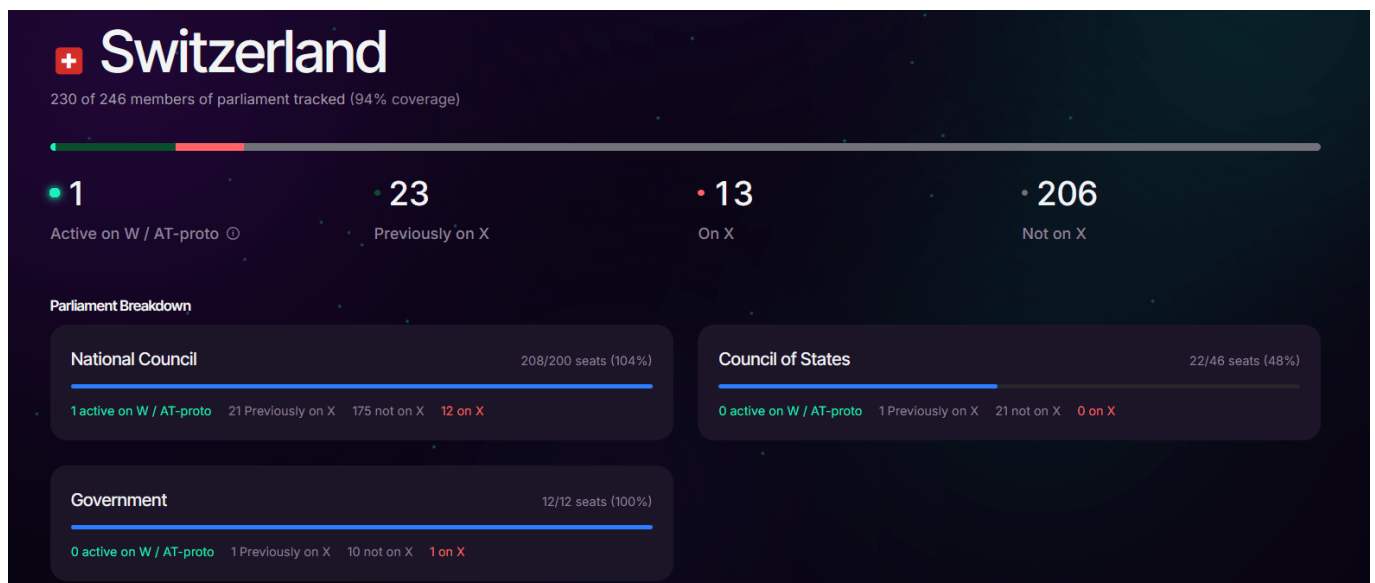 Switzerland
230 of 246 members of parliament tracked (94% coverage)
1
Active on W / AT-proto
23
Previously on X
13
On X
206
Not on X
Parliament Breakdown
National Council
208/200 seats (104%)
1 active on W / AT-proto 21 Previously on X 175 not on X 12 on X
Council of States
22/46 seats (48%)
0 active on W / AT-proto 1 Previously on X 21 not on X 0 on X
Government
12/12 seats (100%)
0 active on W / AT-proto 1 Previously on X 10 not on X 1 on X